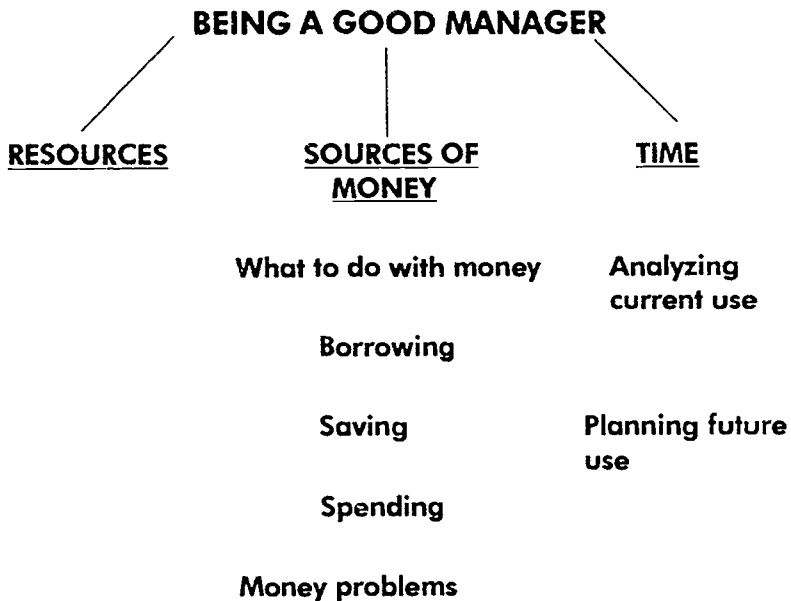 BEING A GOOD MANAGER
RESOURCES
SOURCES OF
MONEY
TIME
What to do with money
Analyzing
current use
Borrowing
Saving
Planning future
use
Spending
Money problems